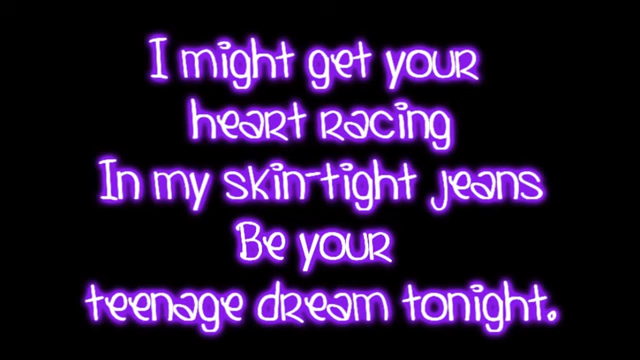 I might get your
heart racing
In my skin-tight jeans
Be your
teenage dream tonight.